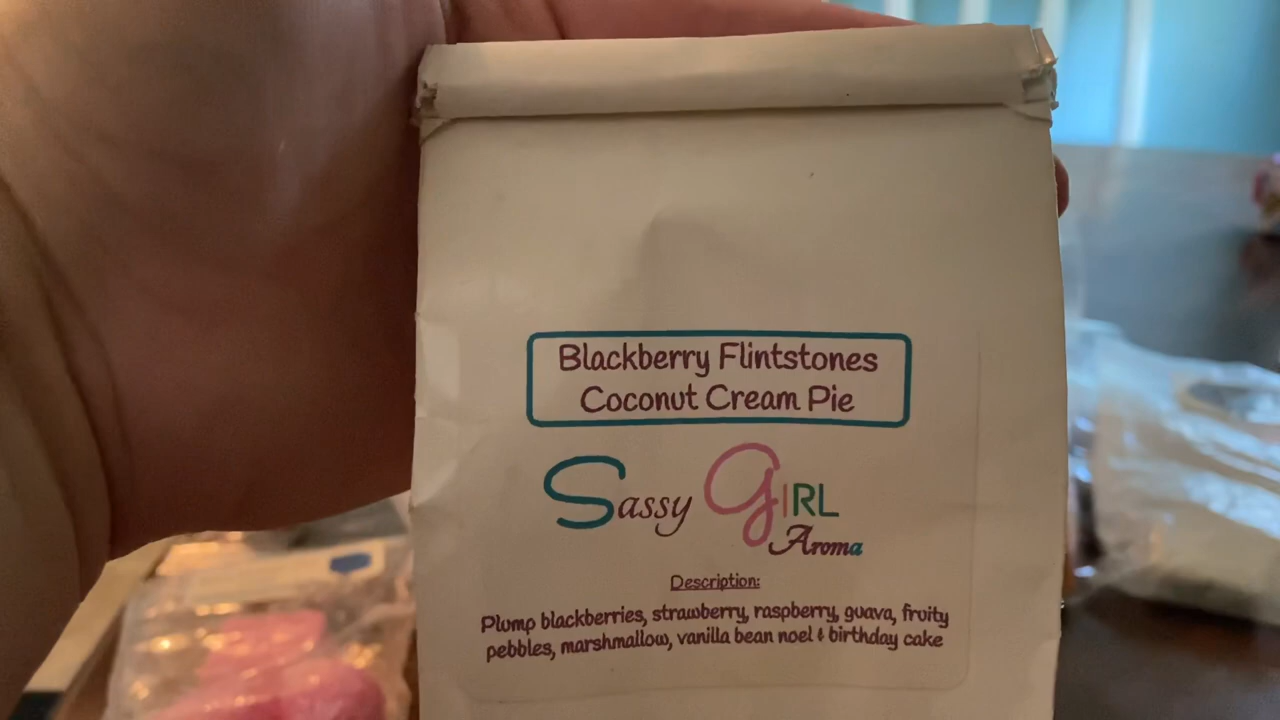 Blackberry Flintstones
Coconut Cream Pie
Sassy GIRL
Aroma
Description:
Plump blackberries, strawberry, raspberry, guava, fruity
pebbles, marshmallow, vanilla bean noel & birthday cake